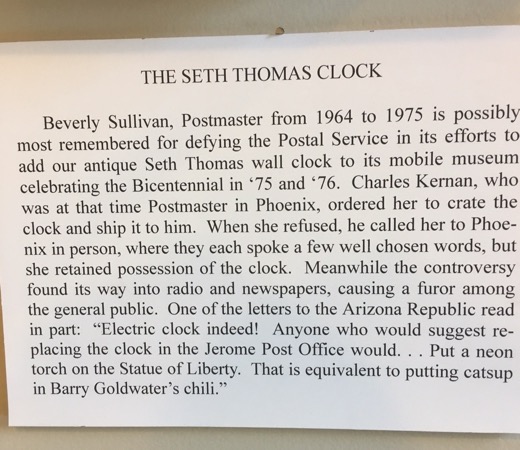 THE SETH THOMAS CLOCK
Beverly Sullivan, Postmaster from 1964 to 1975 is possibly
most remembered for defying the Postal Service in its efforts to
add our antique Seth Thomas wall clock to its mobile museum
celebrating the Bicentennial in ‘75 and ‘76.  Charles Kernan, who
was at that time Postmaster in Phoenix, ordered her to crate the
clock and ship it to him.  When she refused, he called her to Phoe-
nix in person, where they each spoke a few well chosen words, but
she retained possession of the clock.  Meanwhile the controversy
found its way into radio and newspapers, causing a furor among
the general public.  One of the letters to the Arizona Republic read
in part:  “Electric clock indeed!  Anyone who would suggest re-
placing the clock in the Jerome Post Office would. . . Put a neon
torch on the Statue of Liberty.  That is equivalent to putting catsup
in Barry Goldwater’s chili.”